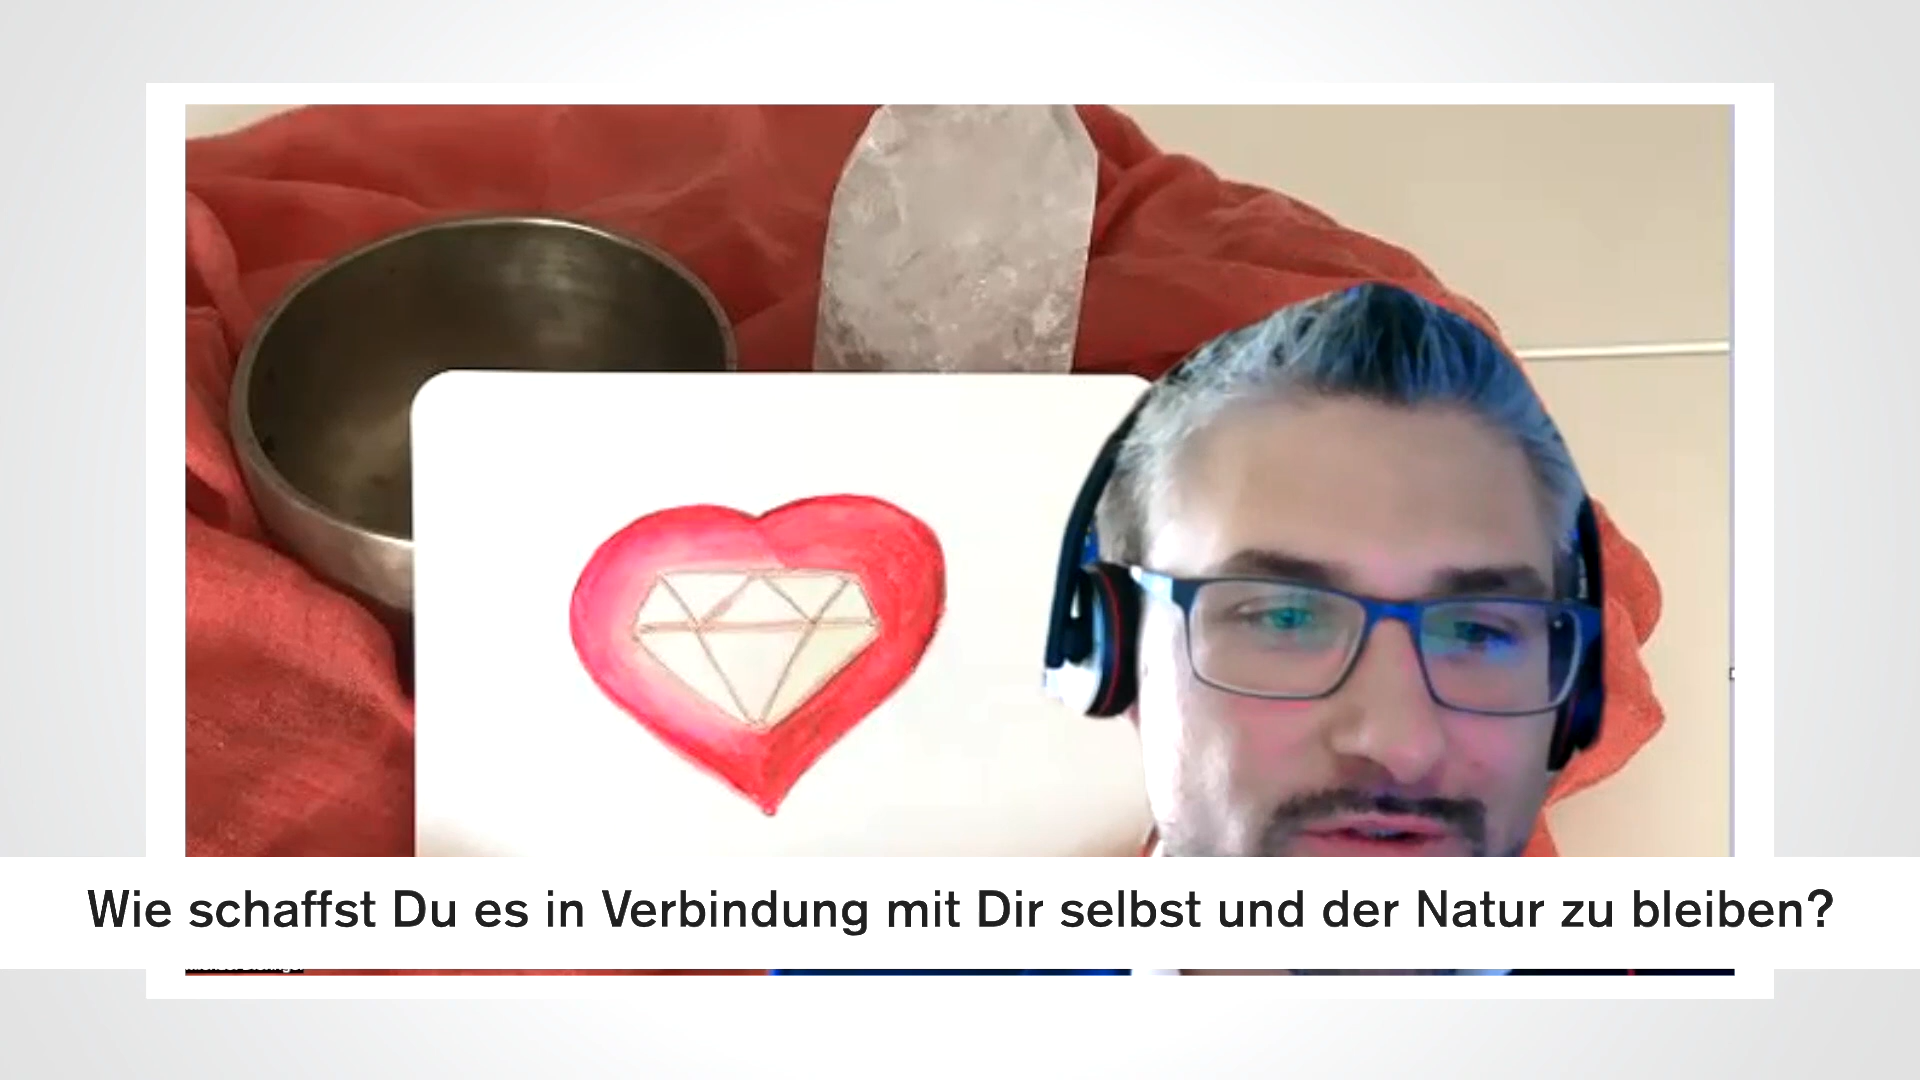 Wie schaffst Du es in Verbindung mit Dir selbst und der Natur zu bleiben?